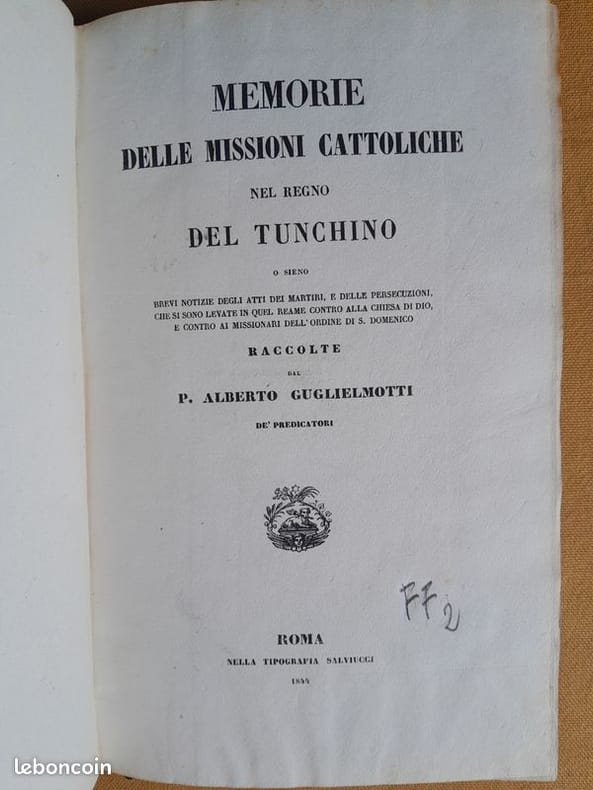 MEMORIE
DELLE MISSIONI CATTOLICHE
NEL REGNO
DEL TUNCHINO
O SIENO
BREVI NOTIZIE DEGLI ATTI DEI MARTIRI, E DELLE PERSECUZIONI,
CHE SI SONO LEVATE IN QUEL REAME CONTRO ALLA CHIESA DI DIO,
E CONTRO AI MISSIONARI DELL'ORDINE DI S. DOMENICO
RACCOLTE
DAL
P. ALBERTO GUGLIELMOTTI
DE' PREDICATORI
FF2
ROMA
NELLA TIPOGRAFIA SALVIUCCI
1844
leboncoin